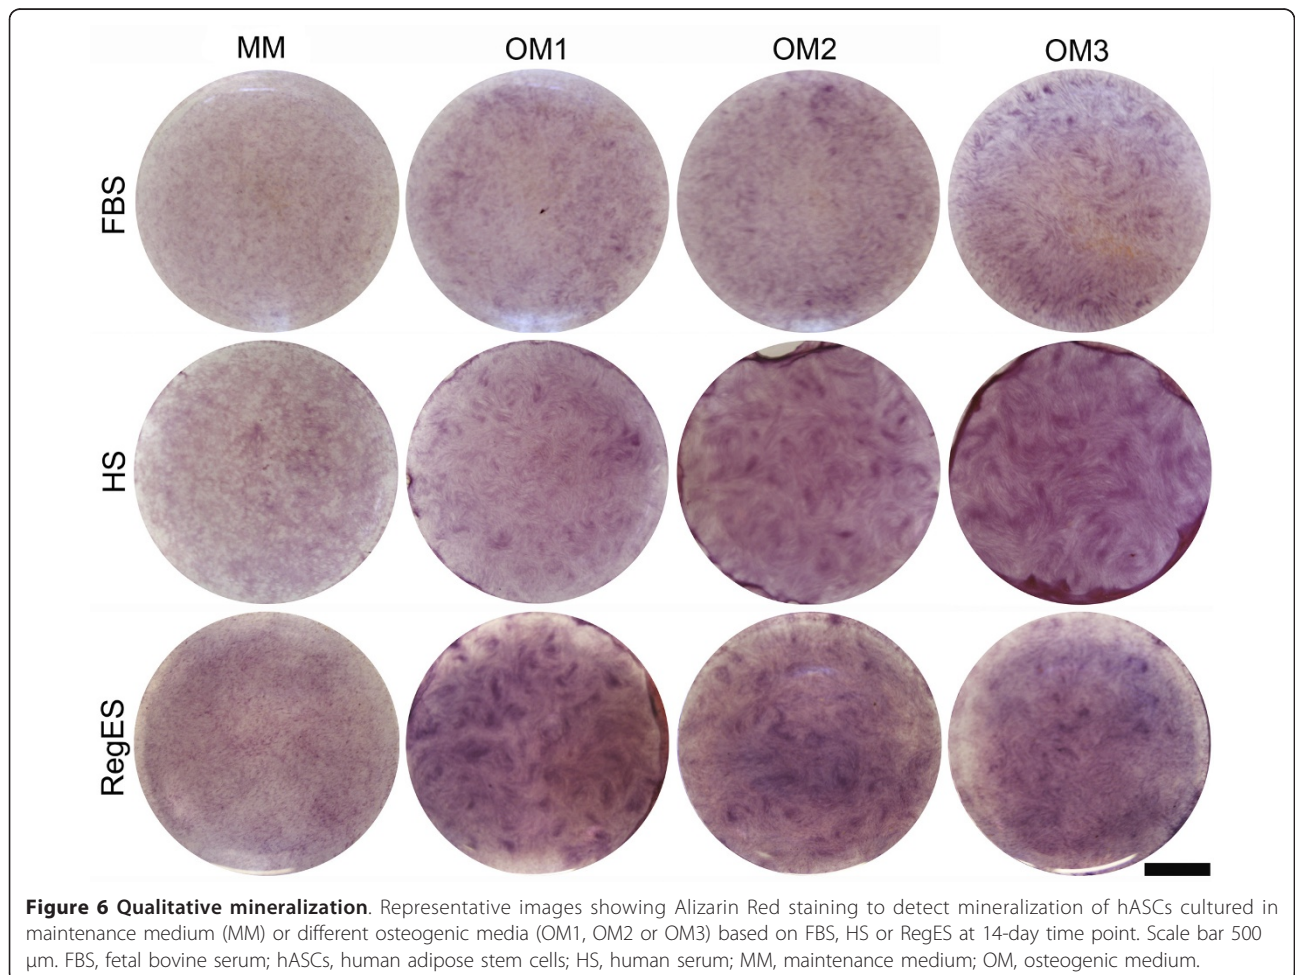 MM OM1 OM2 OM3
FBS
HS
RegES
Figure 6 Qualitative mineralization. Representative images showing Alizarin Red staining to detect mineralization of hASCs cultured in
maintenance medium (MM) or different osteogenic media (OM1, OM2 or OM3) based on FBS, HS or RegES at 14-day time point. Scale bar 500
μm. FBS, fetal bovine serum; hASCs, human adipose stem cells; HS, human serum; MM, maintenance medium; OM, osteogenic medium.